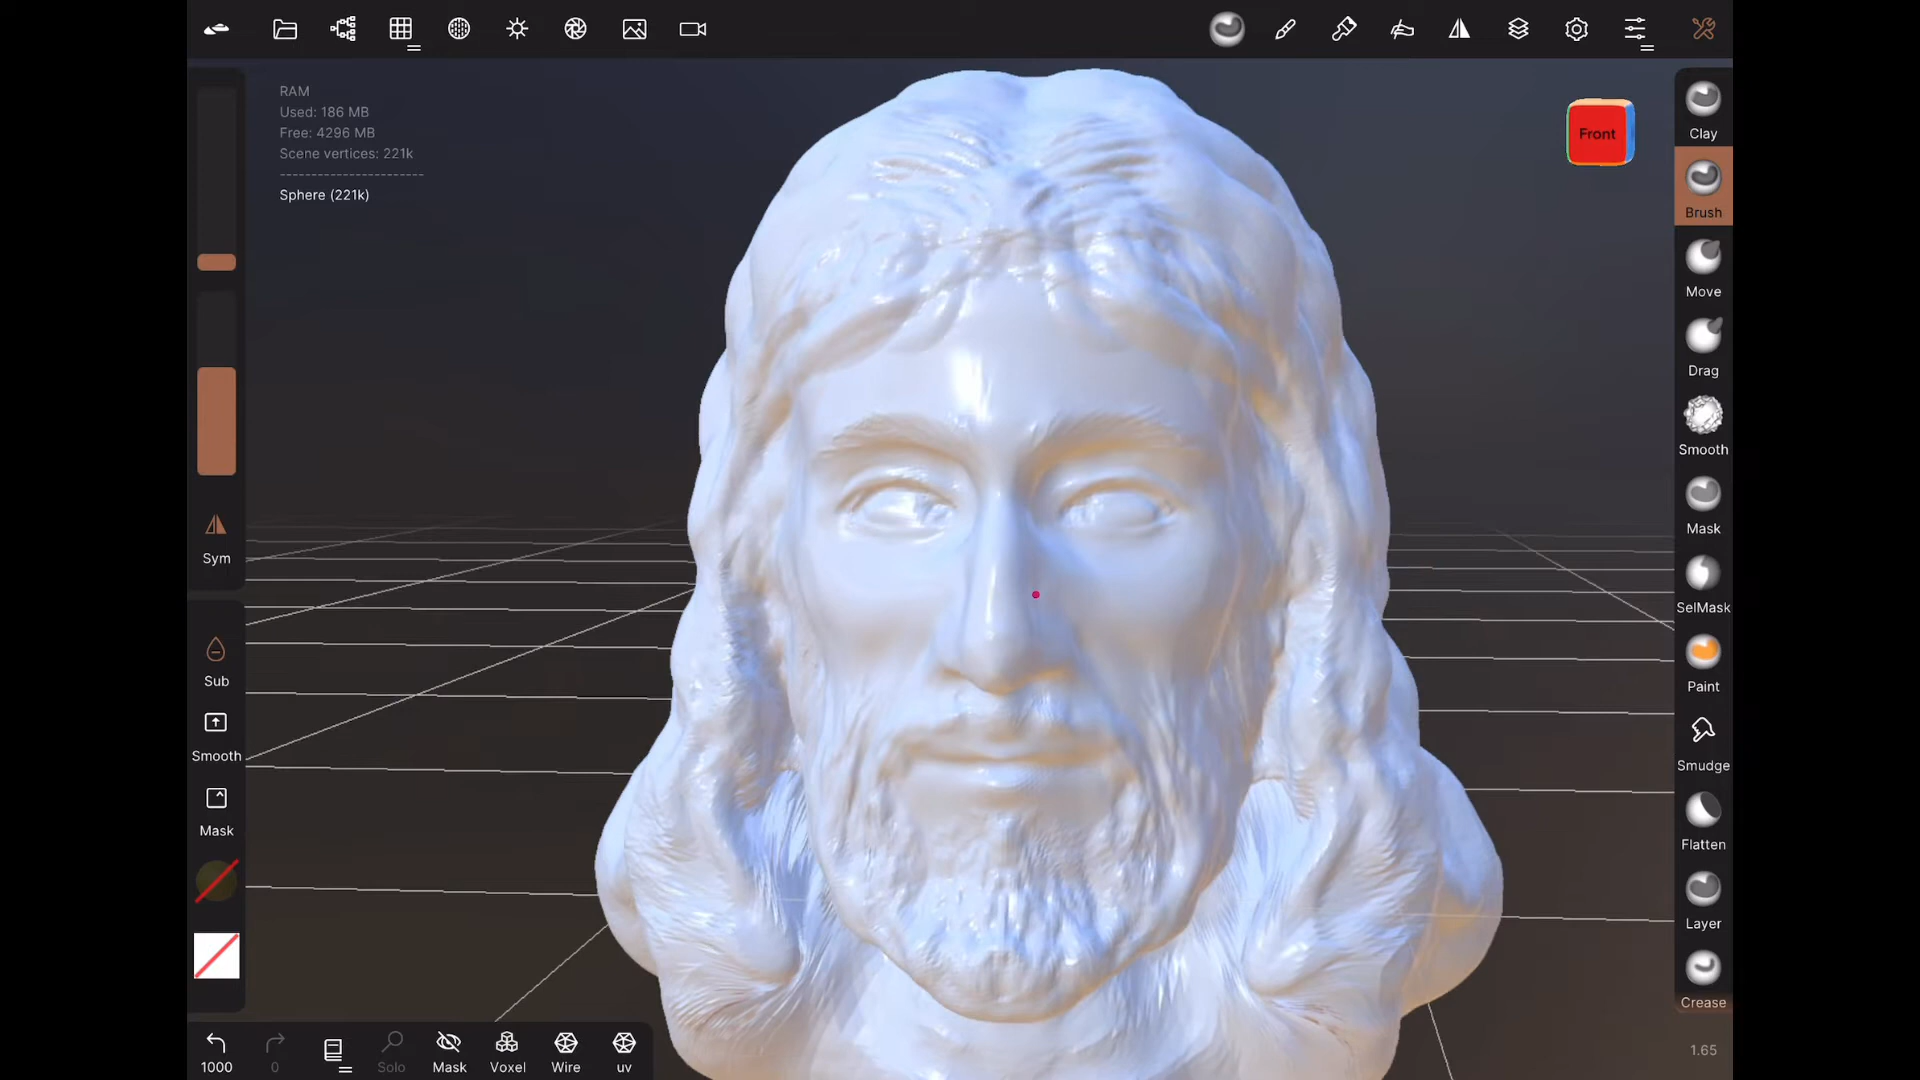 RAM
Used: 186 MB
Free: 4296 MB
Scene vertices: 221k
------------------------
Sphere (221k)
Front
Clay
Brush
Move
Drag
Smooth
Mask
SelMask
Paint
Smudge
Flatten
Layer
Crease
1.65
Sym
Sub
Smooth
Mask
1000
0
Solo
Mask
Voxel
Wire
uv